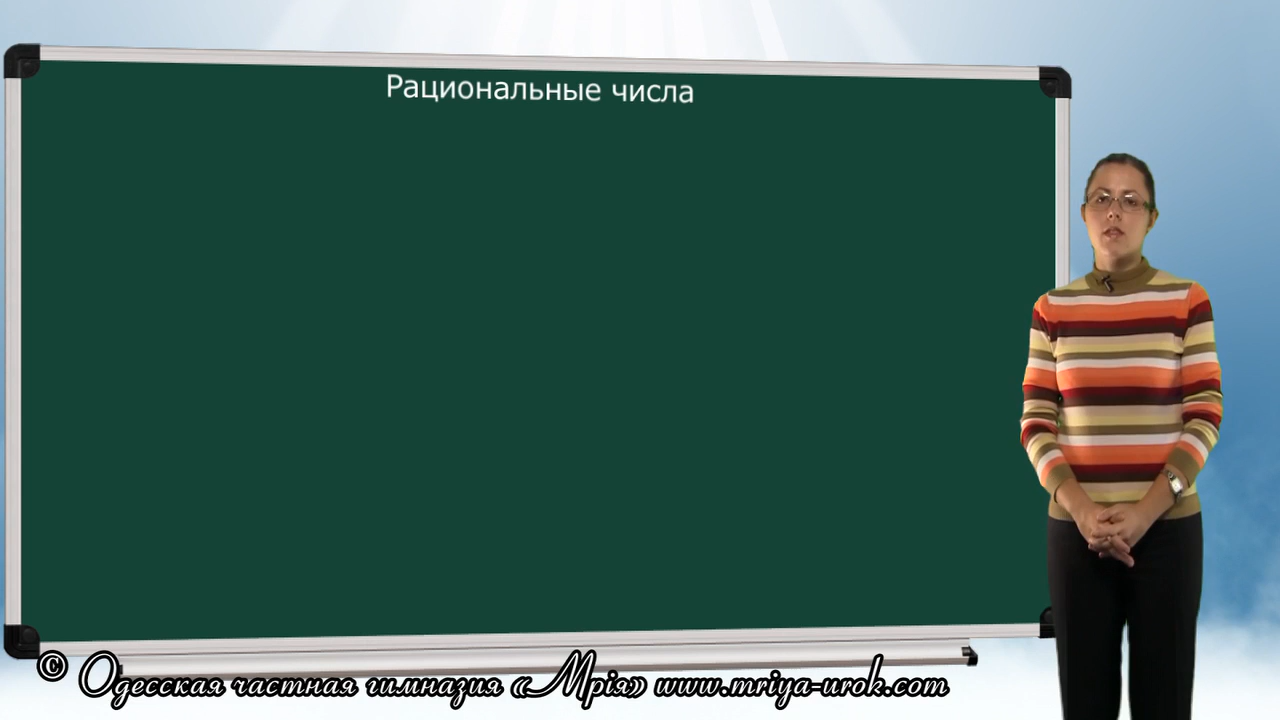 Рациональные числа
© Одесская частная гимназия «Мрія» www.mriya-urok.com